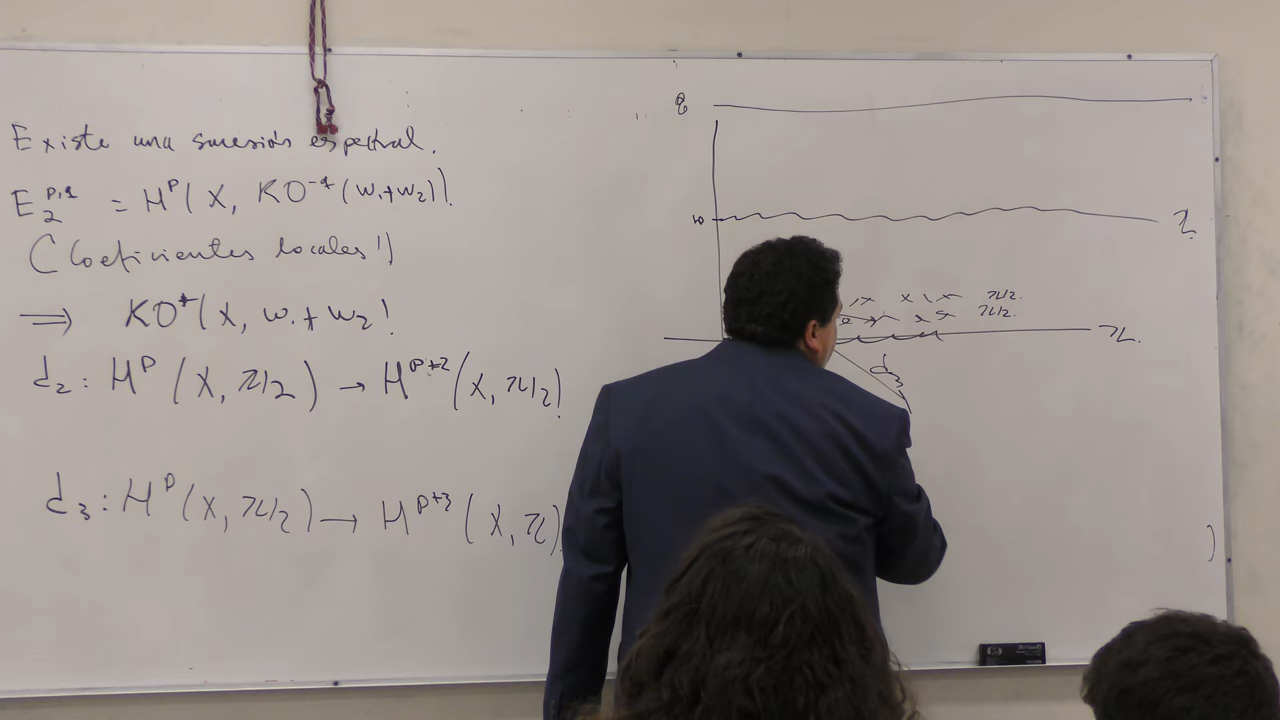 Existe una sucesión espectral.
E₂^{p,q} = H^p(X, KO^{-q}(w₁+w₂)).
(Coeficientes locales!)
⟹ KO^*(X, w₁+w₂!
d₂: H^p (X, Z/2) → H^{p+2}(X, Z/2)
d₃: H^p(X, Z/2) → H^{p+3}(X, Z)
8
Z
x x x x Z/2.
x x x Z/2.
Z
d₃
)